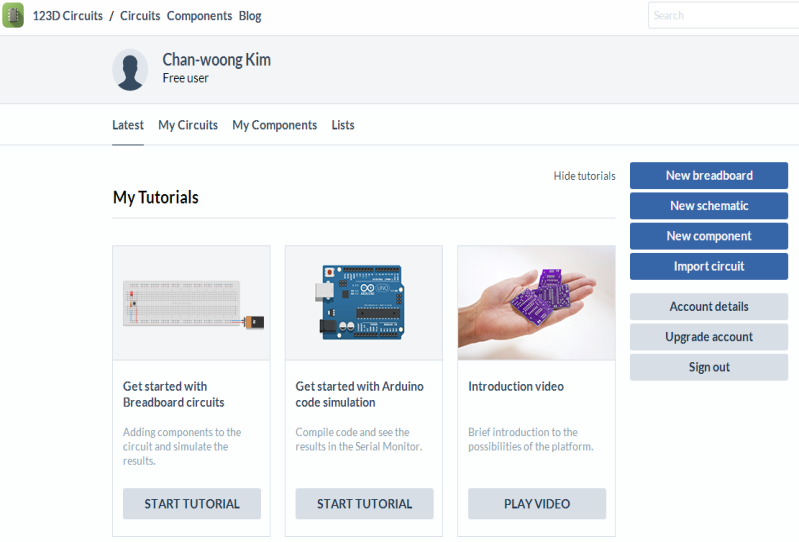 123D Circuits / Circuits Components Blog
Search
Chan-woong Kim
Free user
Latest My Circuits My Components Lists
Hide tutorials
My Tutorials
New breadboard
New schematic
New component
Import circuit
Account details
Upgrade account
Sign out
Get started with
Breadboard circuits
Adding components to the
circuit and simulate the
results.
START TUTORIAL
UNO
ARDUINO
Get started with Arduino
code simulation
Compile code and see the
results in the Serial Monitor.
START TUTORIAL
Introduction video
Brief introduction to the
possibilities of the platform.
PLAY VIDEO